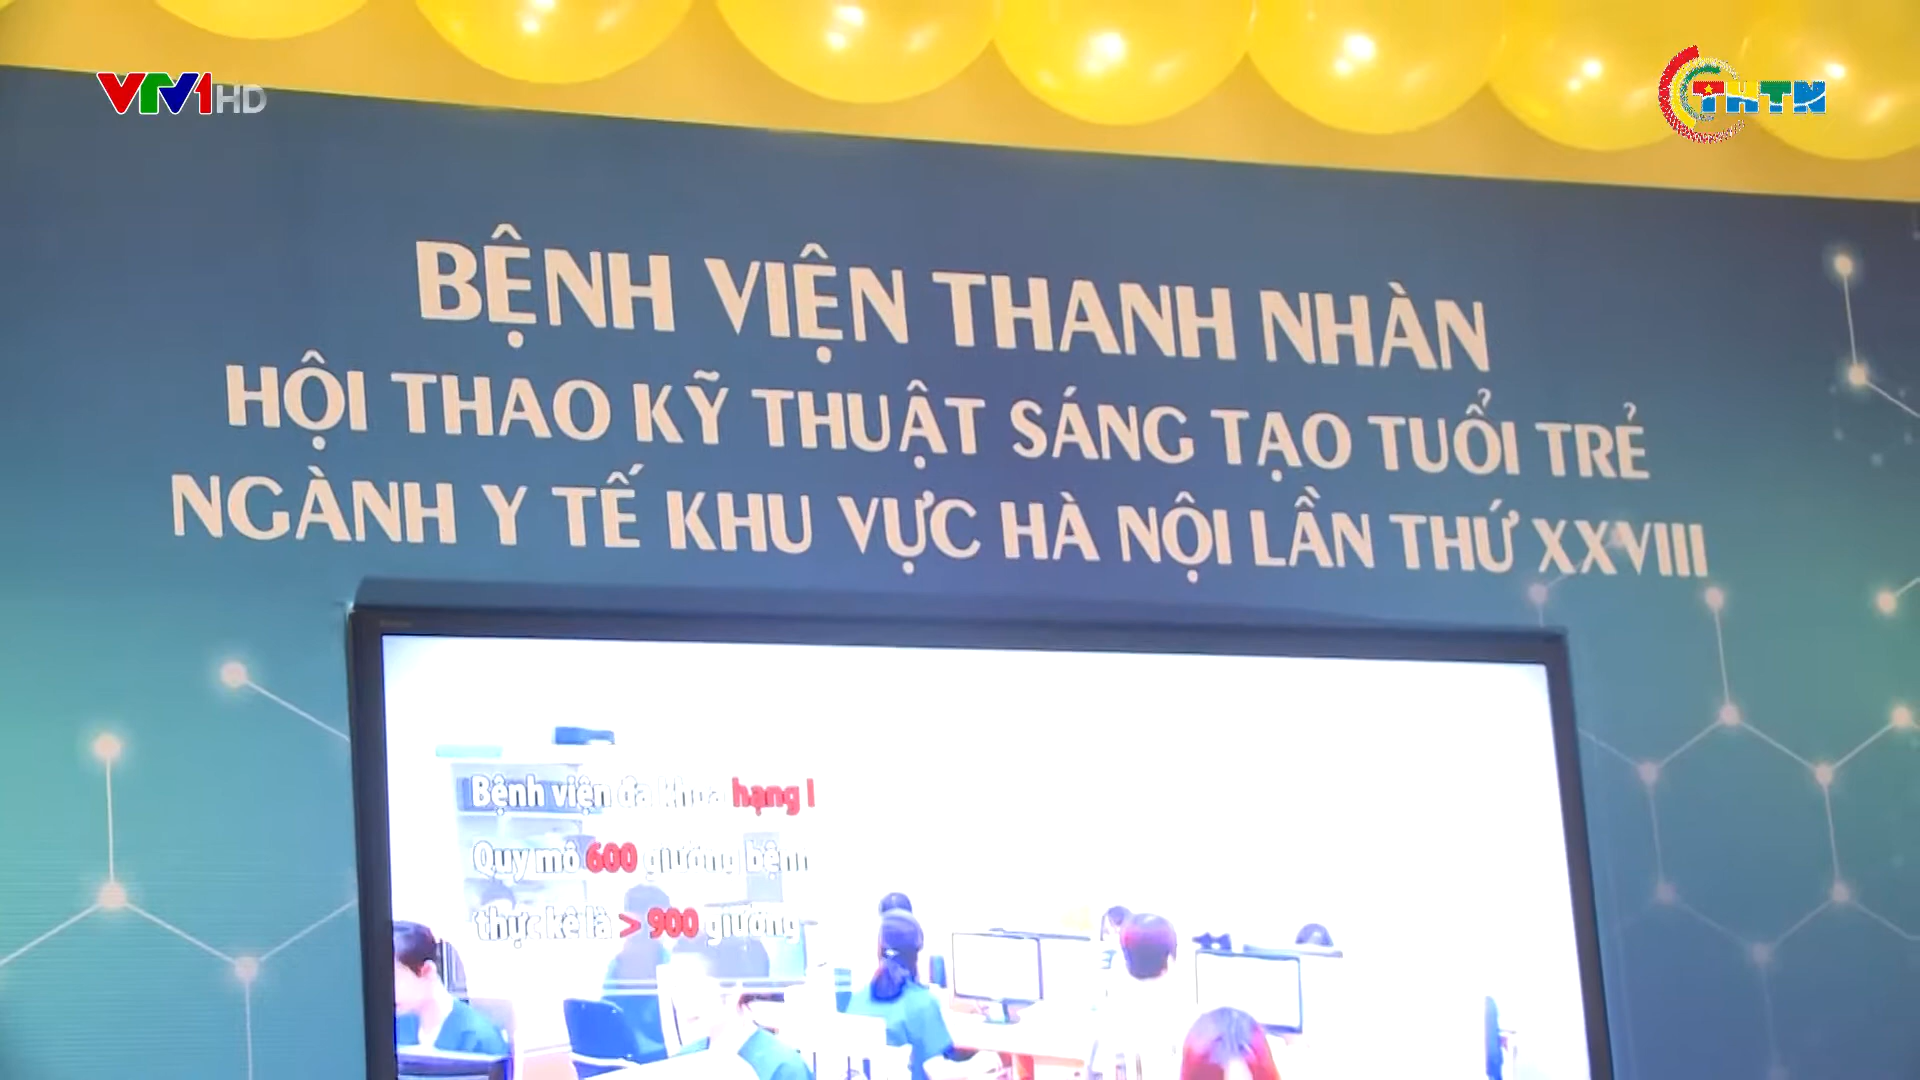 VTV1 HD
THTN
BỆNH VIỆN THANH NHÀN
HỘI THAO KỸ THUẬT SÁNG TẠO TUỔI TRẺ
NGÀNH Y TẾ KHU VỰC HÀ NỘI LẦN THỨ XXVIII
Bệnh viện đa khoa hạng I
Quy mô 600 giường bệnh
thực kê là > 900 giường